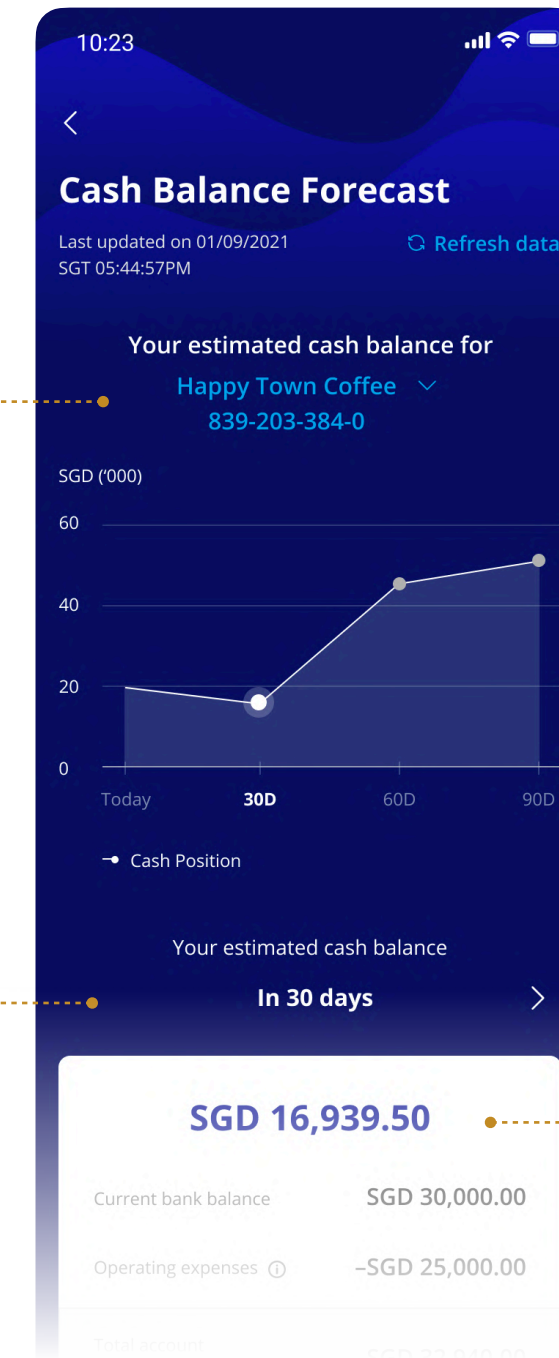 10:23
Cash Balance Forecast
Last updated on 01/09/2021
SGT 05:44:57PM
Refresh data
Your estimated cash balance for
Happy Town Coffee
839-203-384-0
SGD (‘000)
60
40
20
0
Today 30D 60D 90D
Cash Position
Your estimated cash balance
In 30 days
SGD 16,939.50
Current bank balance SGD 30,000.00
Operating expenses –SGD 25,000.00
Total account